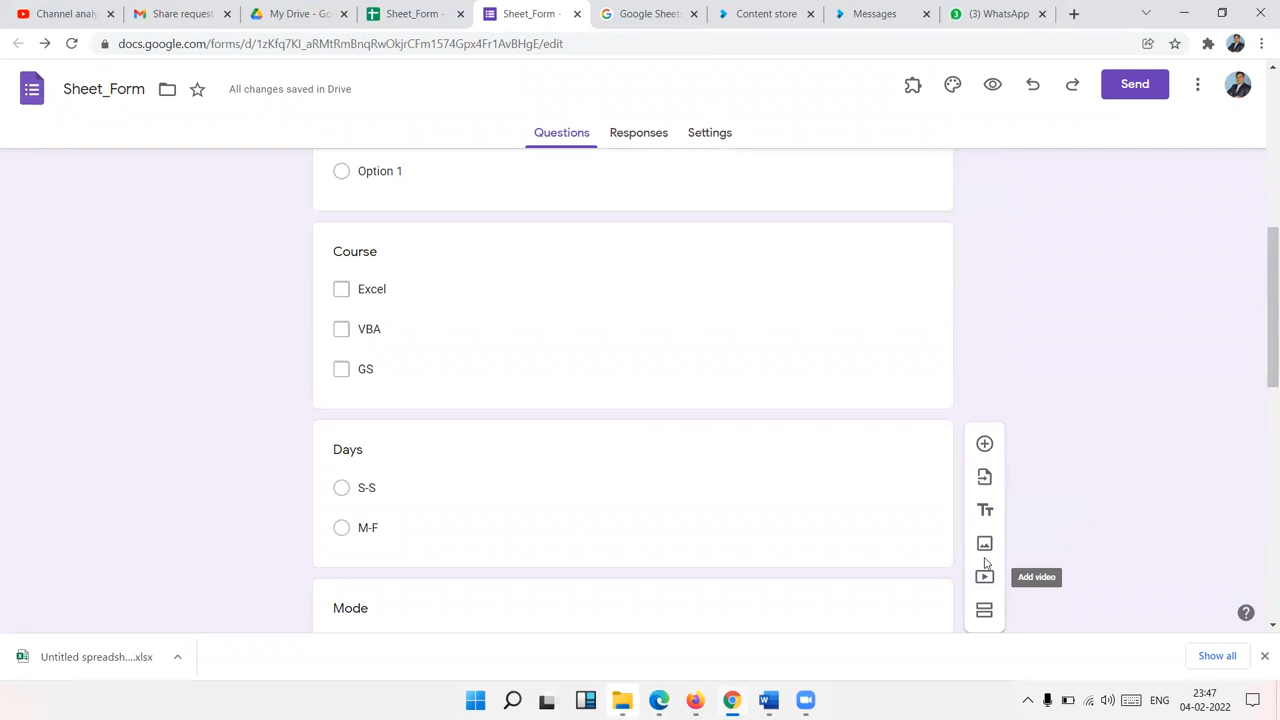 Channel analy
Share request
My Drive - Go
Sheet_Form -
Sheet_Form -
Google Sheets
Content store
Messages
(3) WhatsApp
docs.google.com/forms/d/1zKfq7Kl_aRMtRmBnqRwOkjrCFm1574Gpx4Fr1AvBHgE/edit
Sheet_Form
All changes saved in Drive
Send
Questions
Responses
Settings
Option 1
Course
Excel
VBA
GS
Days
S-S
M-F
Add video
Mode
Untitled spreadsh....xlsx
Show all
ENG
23:47
04-02-2022